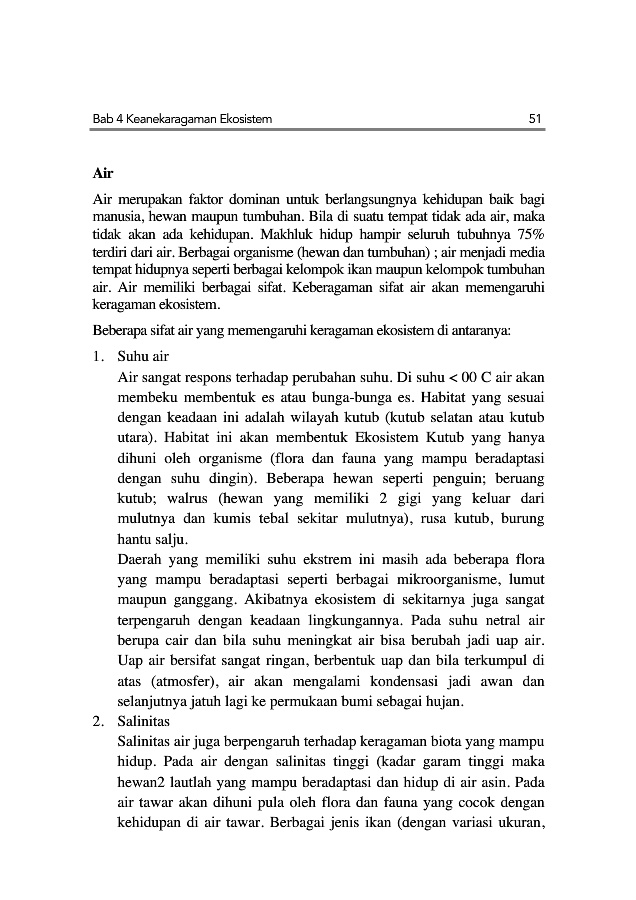 Bab 4 Keanekaragaman Ekosistem 51
Air
Air merupakan faktor dominan untuk berlangsungnya kehidupan baik bagi
manusia, hewan maupun tumbuhan. Bila di suatu tempat tidak ada air, maka
tidak akan ada kehidupan. Makhluk hidup hampir seluruh tubuhnya 75%
terdiri dari air. Berbagai organisme (hewan dan tumbuhan) ; air menjadi media
tempat hidupnya seperti berbagai kelompok ikan maupun kelompok tumbuhan
air. Air memiliki berbagai sifat. Keberagaman sifat air akan memengaruhi
keragaman ekosistem.
Beberapa sifat air yang memengaruhi keragaman ekosistem di antaranya:
1. Suhu air
Air sangat respons terhadap perubahan suhu. Di suhu < 00 C air akan
membeku membentuk es atau bunga-bunga es. Habitat yang sesuai
dengan keadaan ini adalah wilayah kutub (kutub selatan atau kutub
utara). Habitat ini akan membentuk Ekosistem Kutub yang hanya
dihuni oleh organisme (flora dan fauna yang mampu beradaptasi
dengan suhu dingin). Beberapa hewan seperti penguin; beruang
kutub; walrus (hewan yang memiliki 2 gigi yang keluar dari
mulutnya dan kumis tebal sekitar mulutnya), rusa kutub, burung
hantu salju.
Daerah yang memiliki suhu ekstrem ini masih ada beberapa flora
yang mampu beradaptasi seperti berbagai mikroorganisme, lumut
maupun ganggang. Akibatnya ekosistem di sekitarnya juga sangat
terpengaruh dengan keadaan lingkungannya. Pada suhu netral air
berupa cair dan bila suhu meningkat air bisa berubah jadi uap air.
Uap air bersifat sangat ringan, berbentuk uap dan bila terkumpul di
atas (atmosfer), air akan mengalami kondensasi jadi awan dan
selanjutnya jatuh lagi ke permukaan bumi sebagai hujan.
2. Salinitas
Salinitas air juga berpengaruh terhadap keragaman biota yang mampu
hidup. Pada air dengan salinitas tinggi (kadar garam tinggi maka
hewan2 lautlah yang mampu beradaptasi dan hidup di air asin. Pada
air tawar akan dihuni pula oleh flora dan fauna yang cocok dengan
kehidupan di air tawar. Berbagai jenis ikan (dengan variasi ukuran,